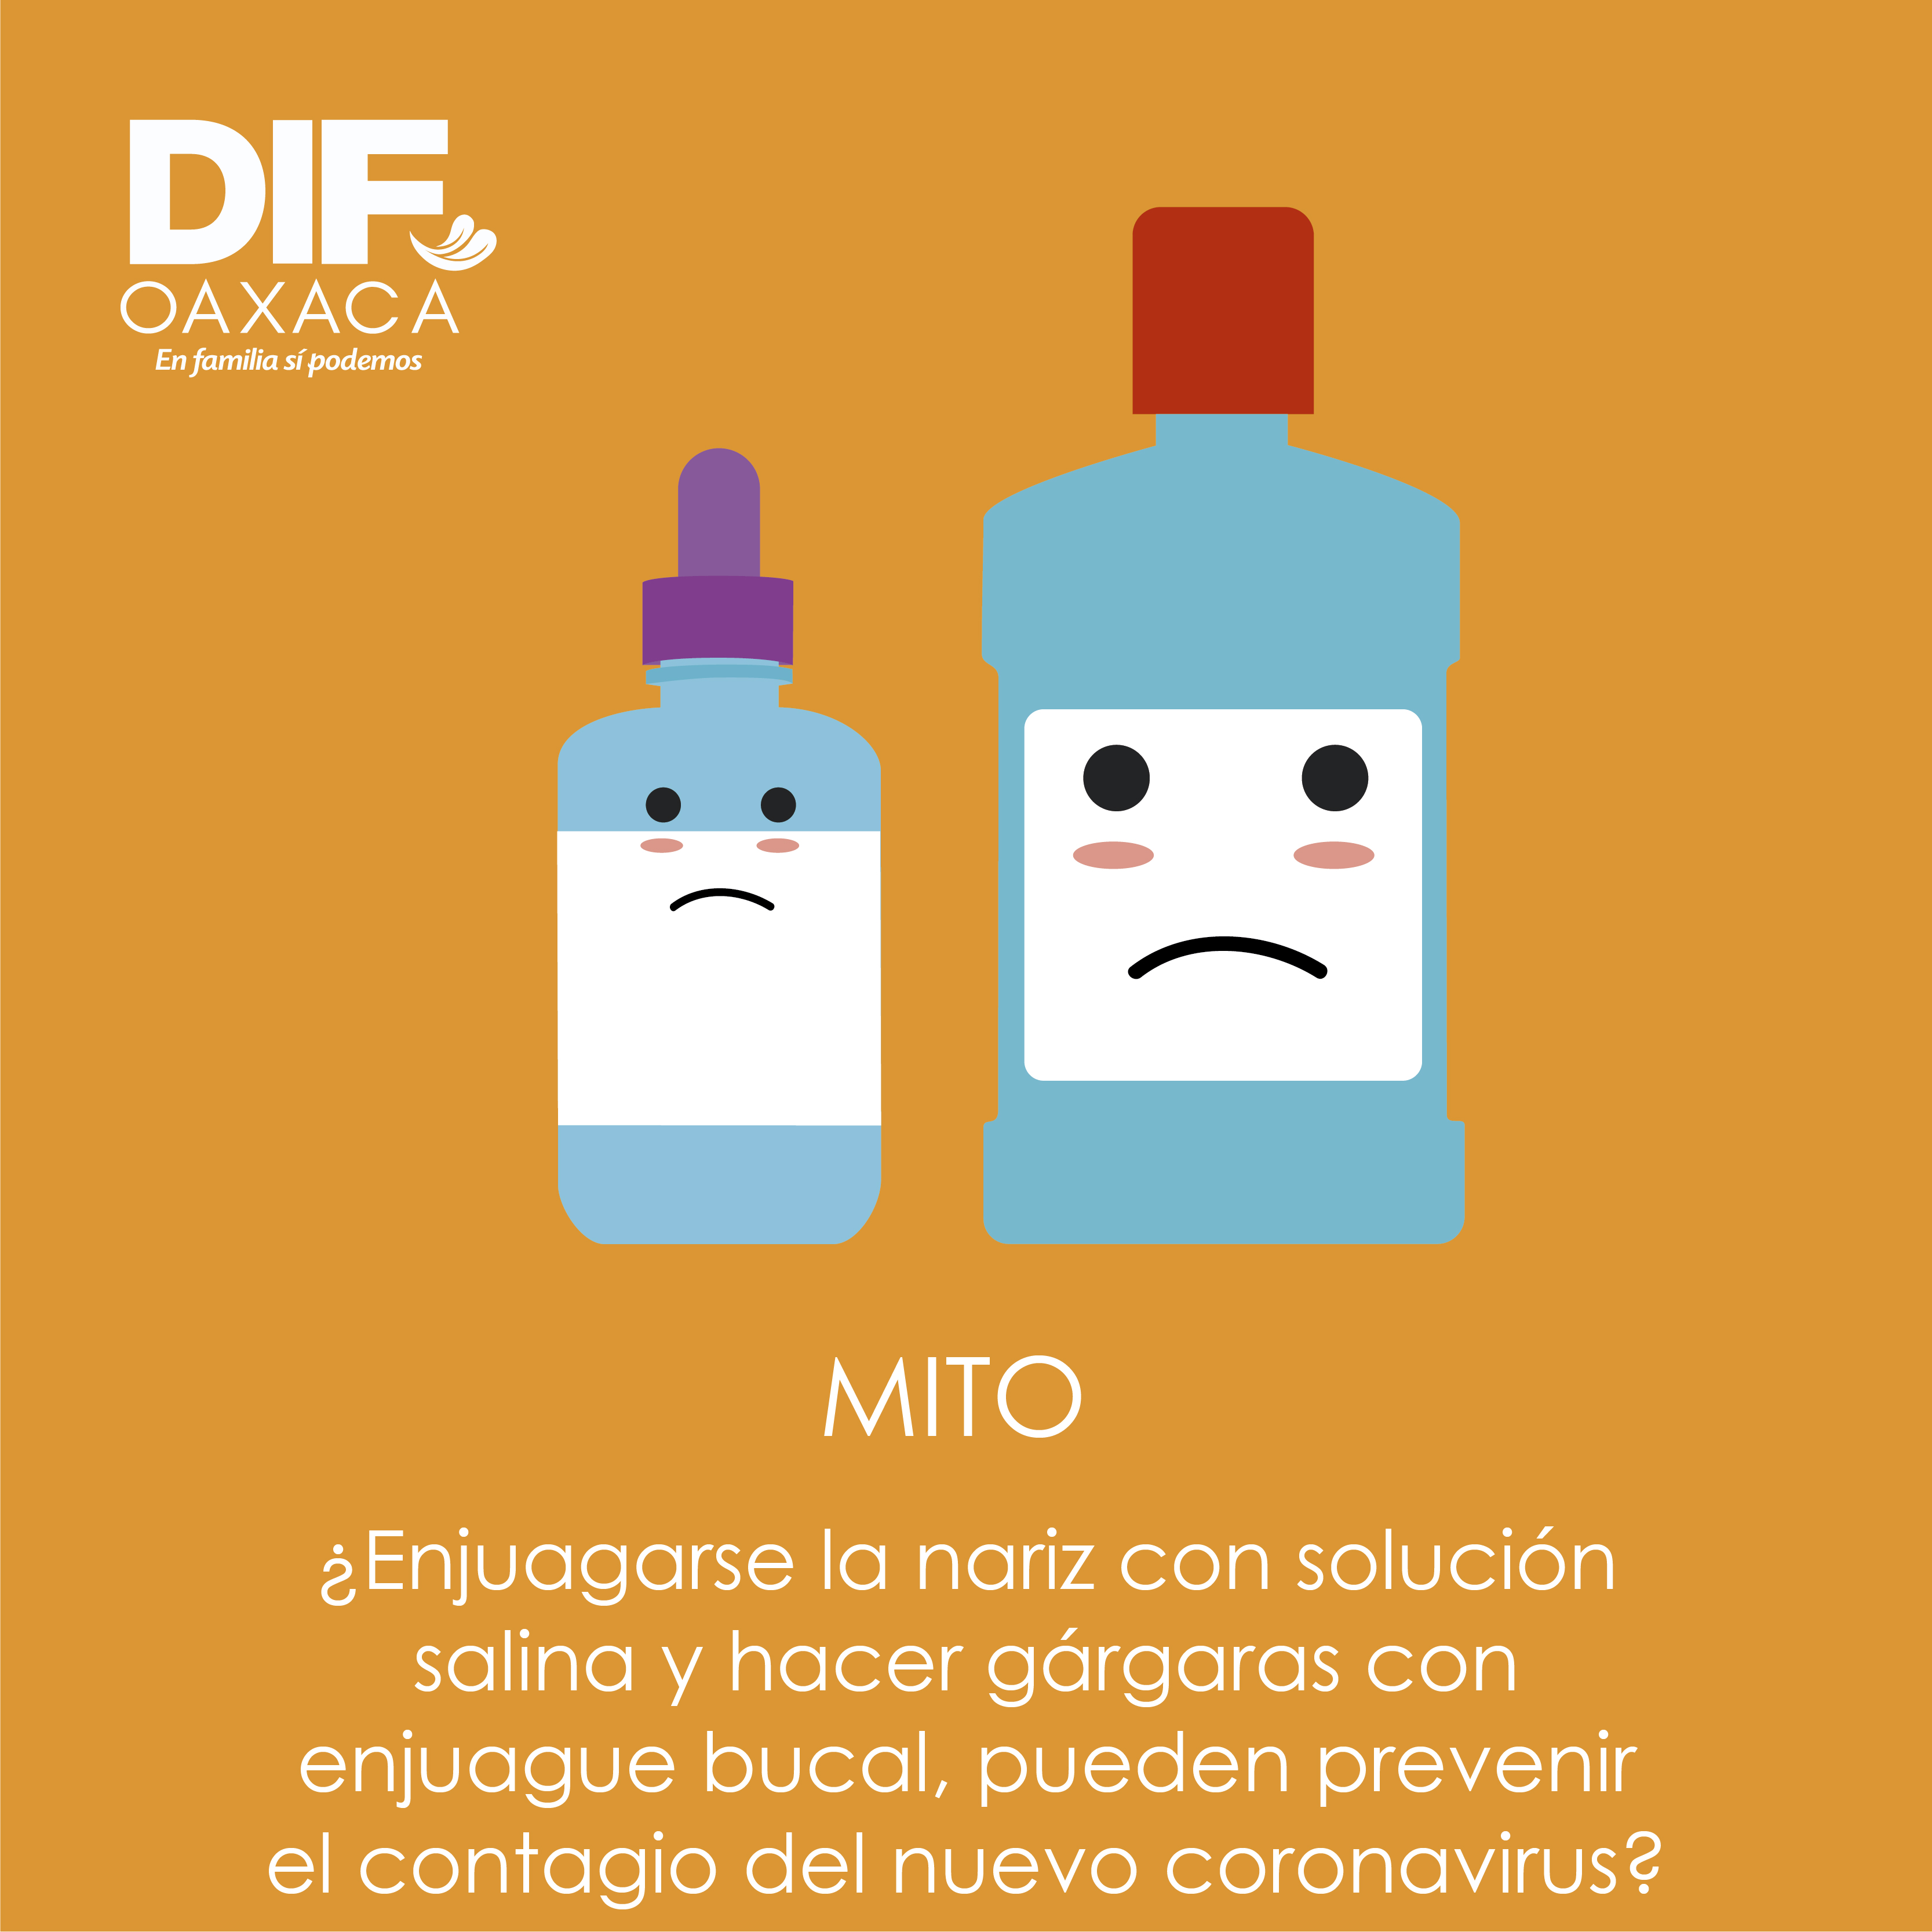 DIF
OAXACA
En familia sí podemos
MITO
¿Enjuagarse la nariz con solución
salina y hacer gárgaras con
enjuague bucal, pueden prevenir
el contagio del nuevo coronavirus?